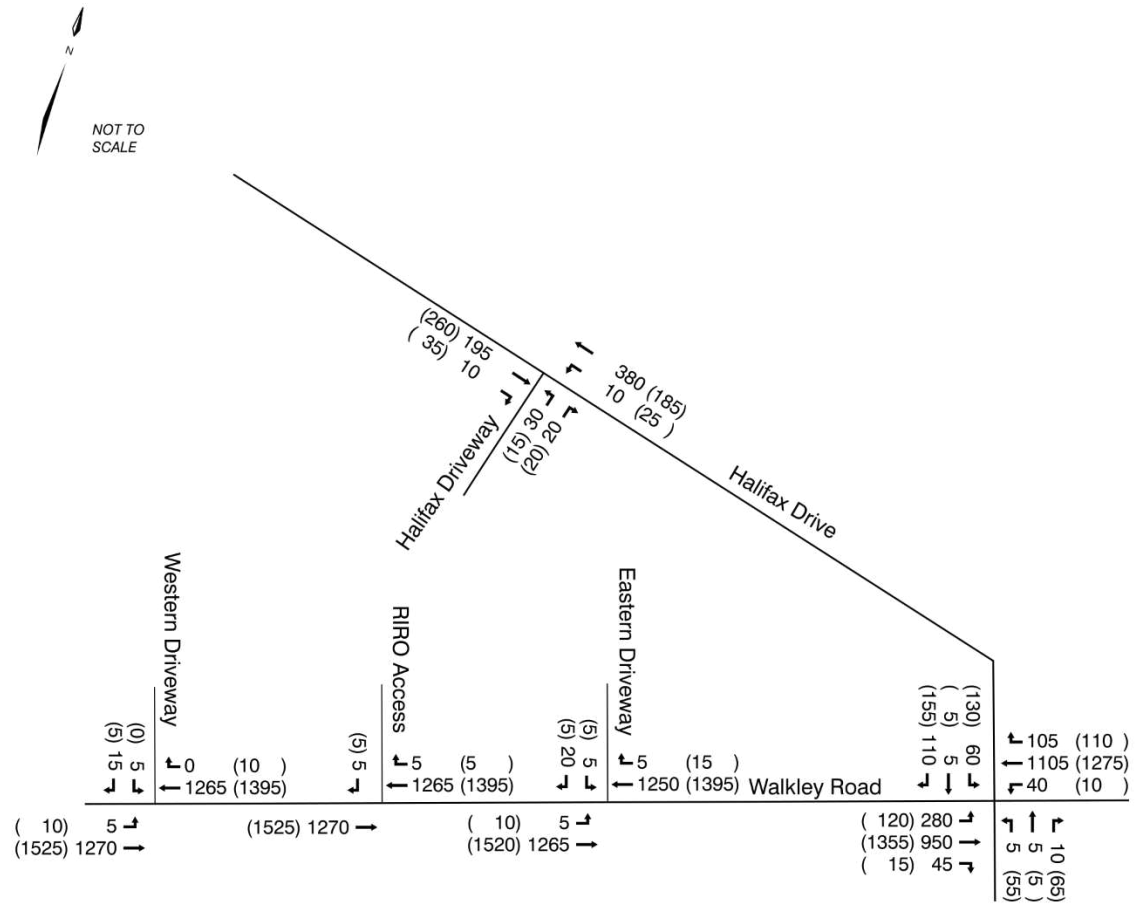 N
NOT TO
SCALE
(260) 195
( 35) 10
380 (185)
10 (25 )
(15) 30
(20) 20
Halifax Driveway
Halifax Drive
Western Driveway
RIRO Access
Eastern Driveway
(0) 5
(5) 15
0 (10 )
1265 (1395)
(5) 5
5 (5 )
1265 (1395)
(5) 5
(5) 20
5 (15 )
1250 (1395)
Walkley Road
(130) 60
( 5) 5
(155) 110
105 (110 )
1105 (1275)
40 (10 )
( 10) 5
(1525) 1270
(1525) 1270
( 10) 5
(1520) 1265
( 120) 280
(1355) 950
( 15) 45
5 (55)
5 (5 )
10 (65)